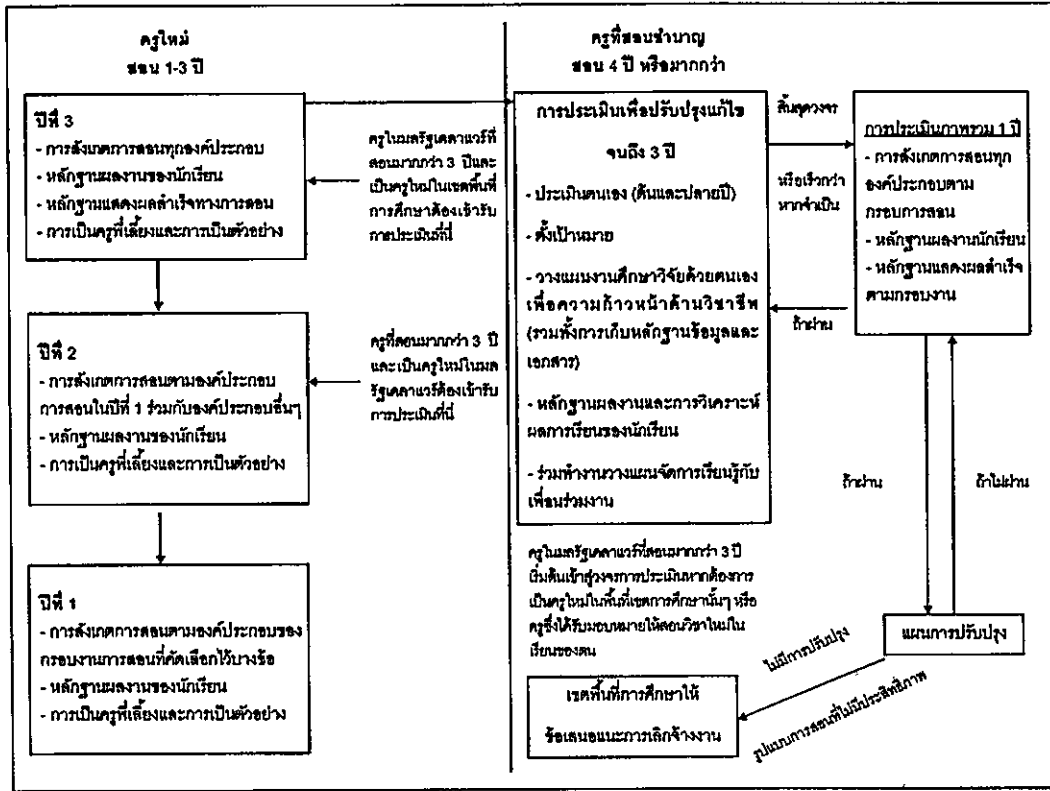 ครูใหม่
สอน 1-3 ปี
ปีที่ 3
- การสังเกตการสอนทุกองค์ประกอบ
- หลักฐานผลงานของนักเรียน
- หลักฐานแสดงผลสำเร็จทางการสอน
- การเป็นครูพี่เลี้ยงและการเป็นตัวอย่าง
ครูในมลรัฐเดลาแวร์ที่
สอนมากกว่า 3 ปีและ
เป็นครูใหม่ในเขตพื้นที่
การศึกษาต้องเข้ารับ
การประเมินที่นี่
ปีที่ 2
- การสังเกตการสอนตามองค์ประกอบ
การสอนในปีที่ 1 ร่วมกับองค์ประกอบอื่นๆ
- หลักฐานผลงานของนักเรียน
- การเป็นครูพี่เลี้ยงและการเป็นตัวอย่าง
ครูที่สอนมากกว่า 3 ปี
และเป็นครูใหม่ในมล
รัฐเดลาแวร์ต้องเข้ารับ
การประเมินที่นี่
ปีที่ 1
- การสังเกตการสอนตามองค์ประกอบของ
กรอบงานการสอนที่คัดเลือกไว้บางข้อ
- หลักฐานผลงานของนักเรียน
- การเป็นครูพี่เลี้ยงและการเป็นตัวอย่าง
ครูที่สอนชำนาญ
สอน 4 ปี หรือมากกว่า
การประเมินเพื่อปรับปรุงแก้ไข
จนถึง 3 ปี
- ประเมินตนเอง (ต้นและปลายปี)
- ตั้งเป้าหมาย
- วางแผนงานศึกษาวิจัยด้วยตนเอง
เพื่อความก้าวหน้าด้านวิชาชีพ
(รวมทั้งการเก็บหลักฐานข้อมูลและ
เอกสาร)
- หลักฐานผลงานและการวิเคราะห์
ผลการเรียนของนักเรียน
- ร่วมทำงานวางแผนจัดการเรียนรู้กับ
เพื่อนร่วมงาน
สิ้นสุดวงจร
หรือเร็วกว่า
หากจำเป็น
ถ้าผ่าน
การประเมินภาพรวม 1 ปี
- การสังเกตการสอนทุก
องค์ประกอบตาม
กรอบการสอน
- หลักฐานผลงานนักเรียน
- หลักฐานแสดงผลสำเร็จ
ตามกรอบงาน
ถ้าผ่าน
ถ้าไม่ผ่าน
ครูในมลรัฐเดลาแวร์ที่สอนมากกว่า 3 ปี
เริ่มต้นเข้าสู่วงจรการประเมินหากต้องการ
เป็นครูใหม่ในพื้นที่เขตการศึกษานั้นๆ หรือ
ครูซึ่งได้รับมอบหมายให้สอนวิชาใหม่ใน
เรียนของตน
แผนการปรับปรุง
ไม่มีการปรับปรุง
รูปแบบการสอนที่ไม่มีประสิทธิภาพ
เขตพื้นที่การศึกษาให้
ข้อเสนอแนะการเลิกจ้างงาน